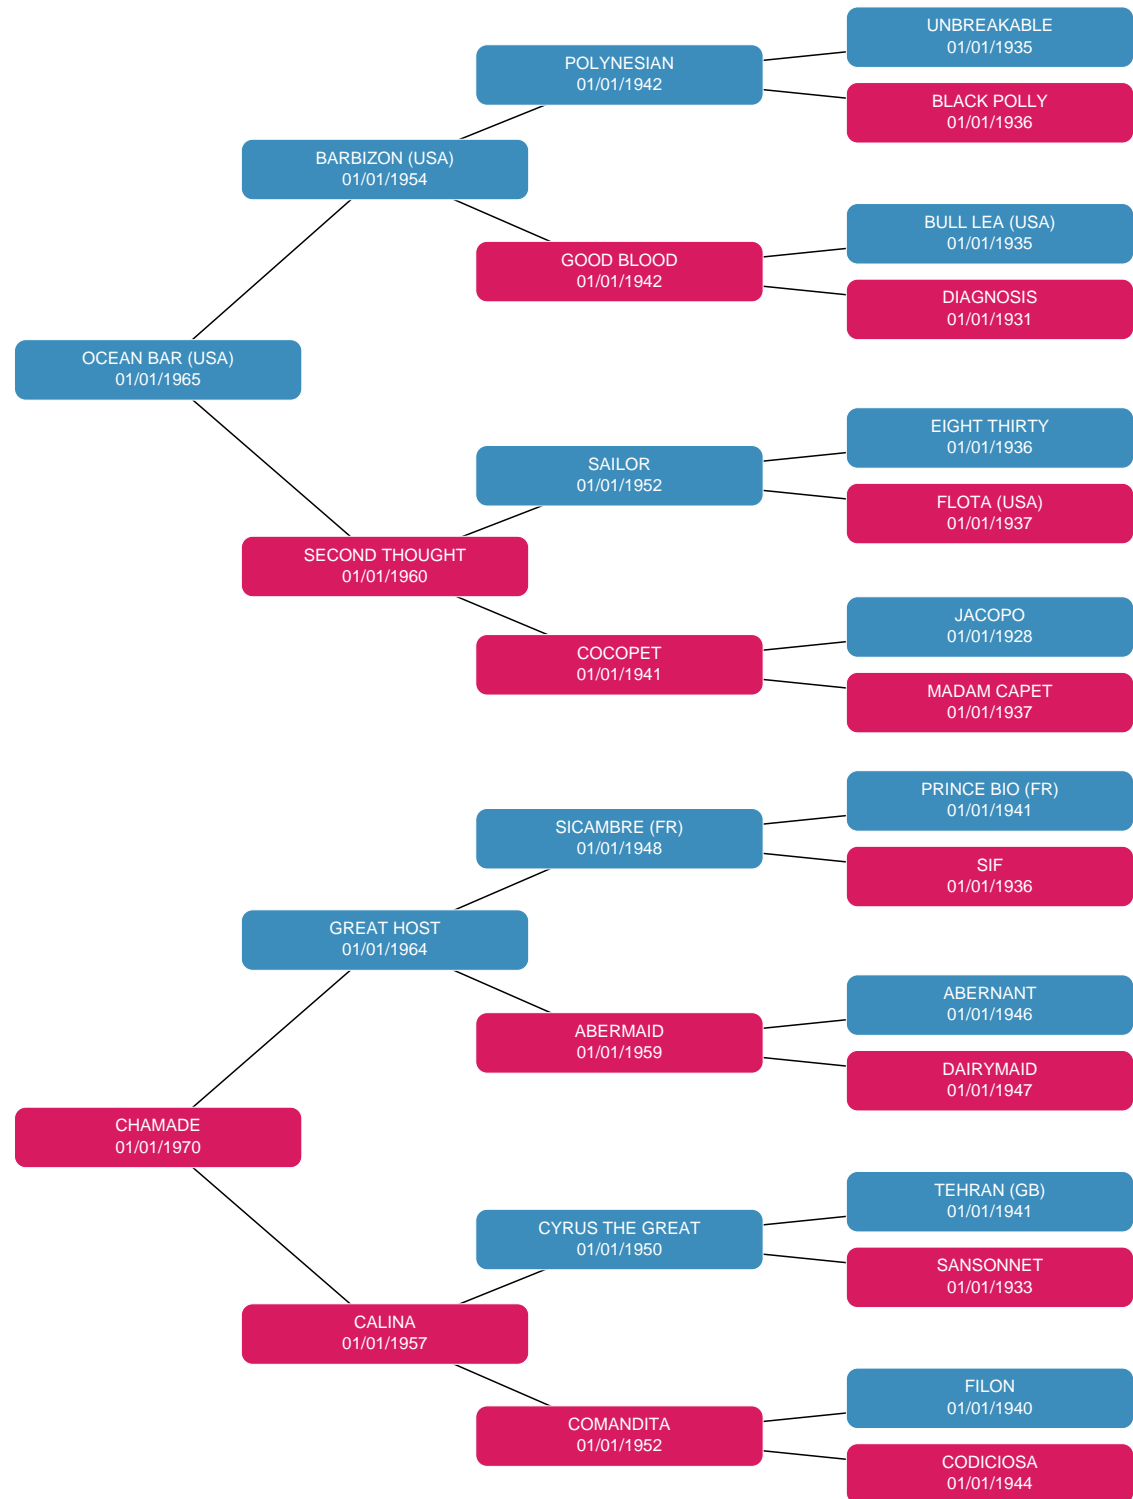 UNBREAKABLE
01/01/1935
POLYNESIAN
01/01/1942
BLACK POLLY
01/01/1936
BARBIZON (USA)
01/01/1954
BULL LEA (USA)
01/01/1935
GOOD BLOOD
01/01/1942
DIAGNOSIS
01/01/1931
OCEAN BAR (USA)
01/01/1965
EIGHT THIRTY
01/01/1936
SAILOR
01/01/1952
FLOTA (USA)
01/01/1937
SECOND THOUGHT
01/01/1960
JACOPO
01/01/1928
COCOPET
01/01/1941
MADAM CAPET
01/01/1937
PRINCE BIO (FR)
01/01/1941
SICAMBRE (FR)
01/01/1948
SIF
01/01/1936
GREAT HOST
01/01/1964
ABERNANT
01/01/1946
ABERMAID
01/01/1959
DAIRYMAID
01/01/1947
CHAMADE
01/01/1970
TEHRAN (GB)
01/01/1941
CYRUS THE GREAT
01/01/1950
SANSONNET
01/01/1933
CALINA
01/01/1957
FILON
01/01/1940
COMANDITA
01/01/1952
CODICIOSA
01/01/1944